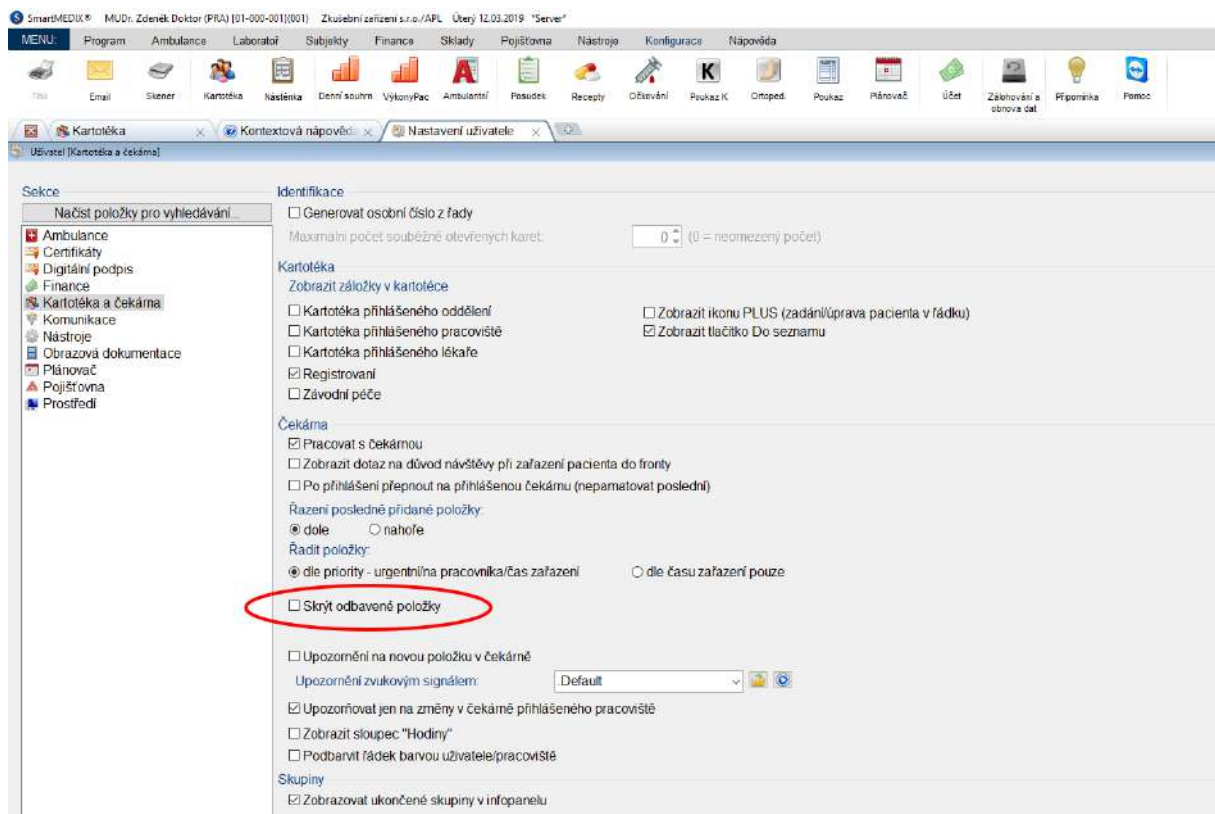 SmartMEDIX® MUDr. Zdeněk Doktor (PRA) [01-000-001](001) Zkušební zařízení s.r.o./APL Úterý 12.03.2019 *Server*
MENU: Program Ambulance Laboratoř Subjekty Finance Sklady Pojišťovna Nástroje Konfigurace Nápověda
Tisk Email Skener Kartotéka Nástěnka Denní souhrn VýkonyPac Ambulantní Posudek Recepty Očkování Poukaz K Ortoped. Poukaz Plánovač Účet Zálohování a obnova dat Připomínka Pomoc
Kartotéka Kontextová nápověd Nastavení uživatele
Uživatel [Kartotéka a čekárna]
Sekce
Načíst položky pro vyhledávání...
Ambulance
Certifikáty
Digitální podpis
Finance
Kartotéka a čekárna
Komunikace
Nástroje
Obrazová dokumentace
Plánovač
Pojišťovna
Prostředí
Identifikace
Generovat osobní číslo z řady
Maximální počet souběžně otevřených karet: 0 (0 = neomezený počet)
Kartotéka
Zobrazit záložky v kartotéce
Kartotéka přihlášeného oddělení
Zobrazit ikonu PLUS (zadání/úprava pacienta v řádku)
Kartotéka přihlášeného pracoviště
Zobrazit tlačítko Do seznamu
Kartotéka přihlášeného lékaře
Registrovaní
Závodní péče
Čekárna
Pracovat s čekárnou
Zobrazit dotaz na důvod návštěvy při zařazení pacienta do fronty
Po přihlášení přepnout na přihlášenou čekárnu (nepamatovat poslední)
Řazení posledně přidané položky:
dole nahoře
Řadit položky:
dle priority - urgentní/na pracovníka/čas zařazení dle času zařazení pouze
Skrýt odbavené položky
Upozornění na novou položku v čekárně
Upozornění zvukovým signálem: .Default
Upozorňovat jen na změny v čekárně přihlášeného pracoviště
Zobrazit sloupec "Hodiny"
Podbarvit řádek barvou uživatele/pracoviště
Skupiny
Zobrazovat ukončené skupiny v infopanelu